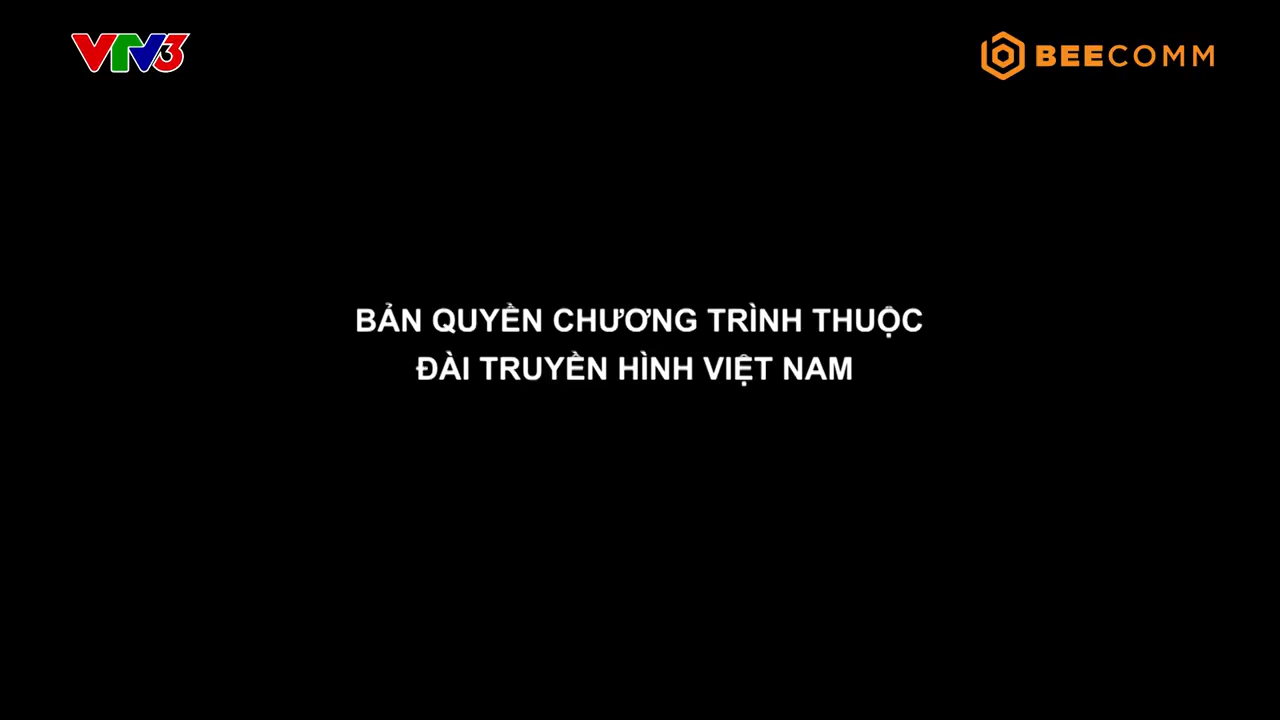 VTV3
BEECOMM
BẢN QUYỀN CHƯƠNG TRÌNH THUỘC
ĐÀI TRUYỀN HÌNH VIỆT NAM